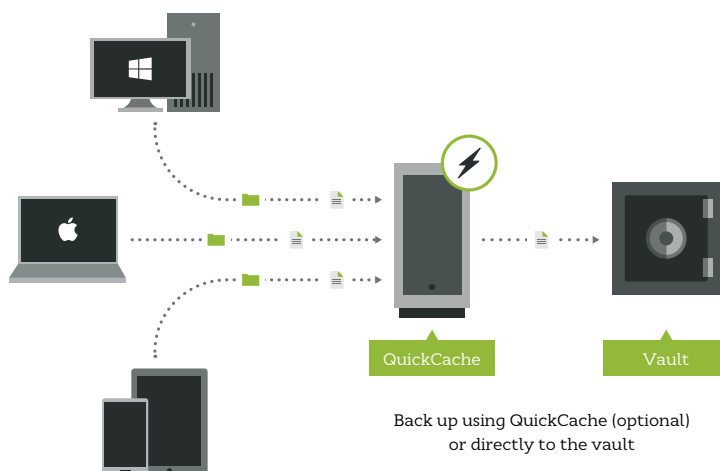 QuickCache
Vault
Back up using QuickCache (optional)
or directly to the vault